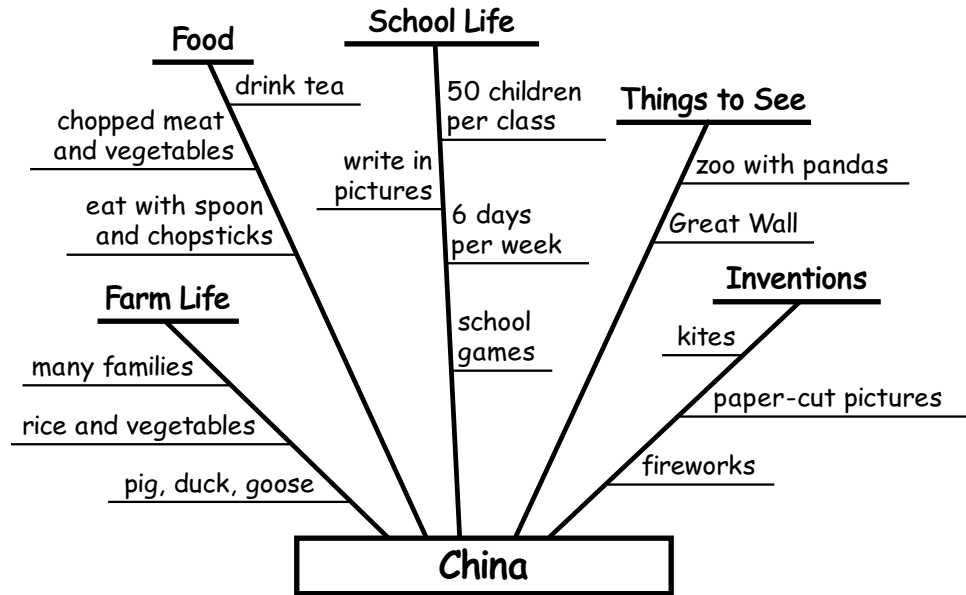 Food
drink tea
chopped meat
and vegetables
eat with spoon
and chopsticks
School Life
50 children
per class
write in
pictures
6 days
per week
school
games
Things to See
zoo with pandas
Great Wall
Farm Life
many families
rice and vegetables
pig, duck, goose
Inventions
kites
paper-cut pictures
fireworks
China